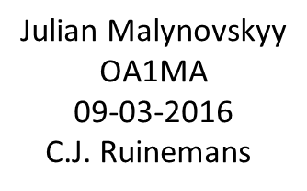 Julian Malynovskyy
OA1MA
09-03-2016
C.J. Ruinemans